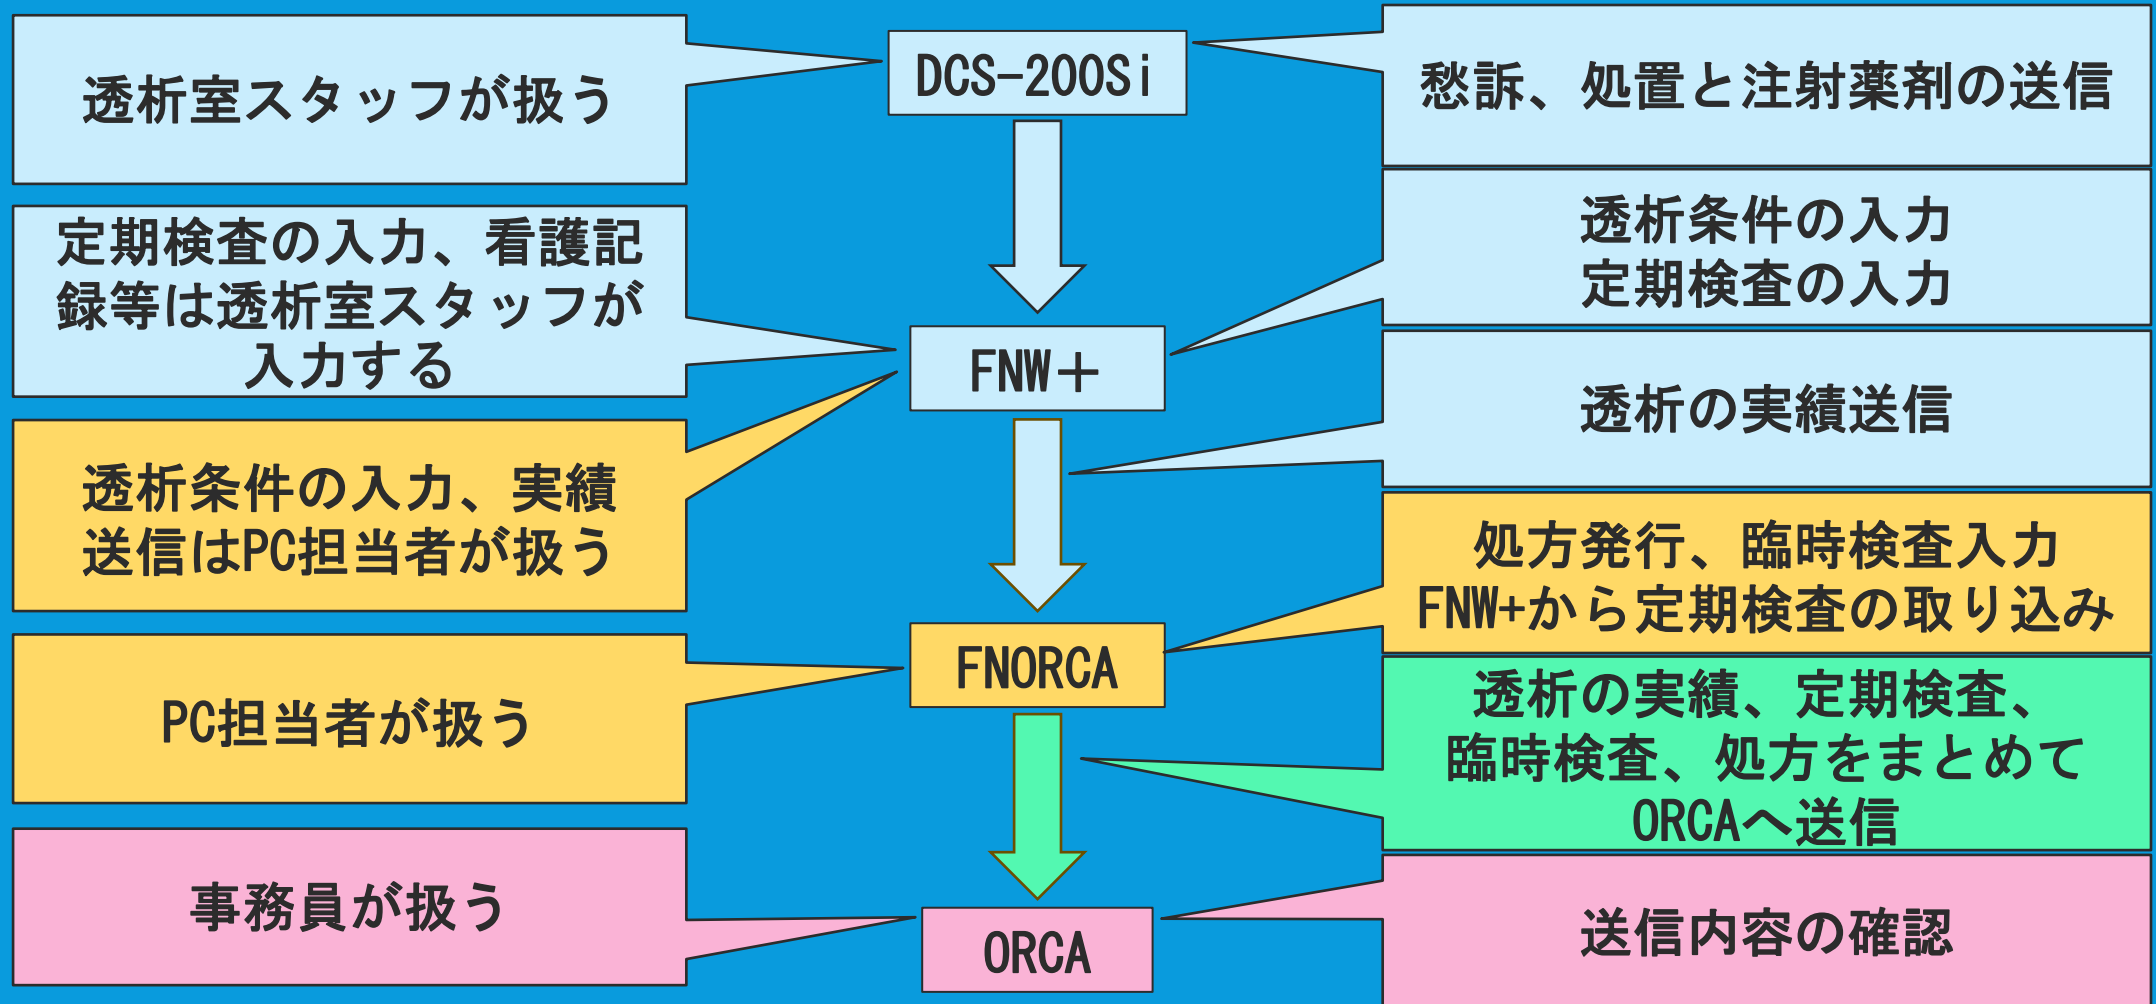 透析室スタッフが扱う
DCS-200Si
愁訴、処置と注射薬剤の送信
定期検査の入力、看護記
録等は透析室スタッフが
入力する
FNW＋
透析条件の入力
定期検査の入力
透析の実績送信
透析条件の入力、実績
送信はPC担当者が扱う
処方発行、臨時検査入力
FNW+から定期検査の取り込み
PC担当者が扱う
FNORCA
透析の実績、定期検査、
臨時検査、処方をまとめて
ORCAへ送信
事務員が扱う
ORCA
送信内容の確認